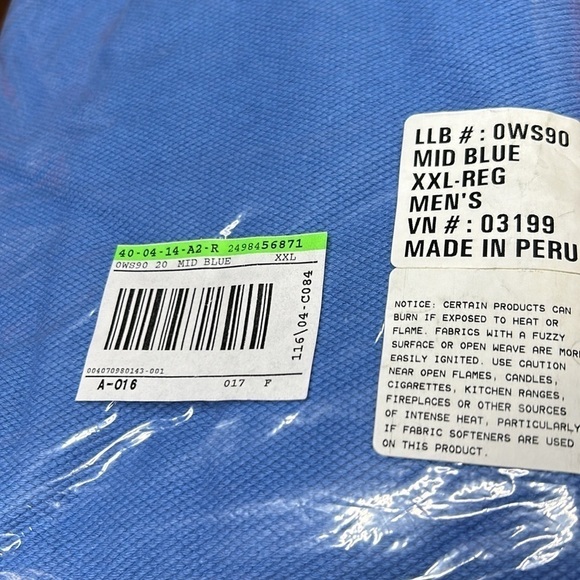 40-04-14-A2-R 2498456871
0WS90 20 MID BLUE XXL
116\04-C084
004070980143-001
A-016 017 F
LLB # : 0WS90
MID BLUE
XXL-REG
MEN'S
VN # : 03199
MADE IN PERU
NOTICE: CERTAIN PRODUCTS CAN
BURN IF EXPOSED TO HEAT OR
FLAME. FABRICS WITH A FUZZY
SURFACE OR OPEN WEAVE ARE MORE
EASILY IGNITED. USE CAUTION
NEAR OPEN FLAMES, CANDLES,
CIGARETTES, KITCHEN RANGES,
FIREPLACES OR OTHER SOURCES
OF INTENSE HEAT, PARTICULARLY
IF FABRIC SOFTENERS ARE USED
ON THIS PRODUCT.